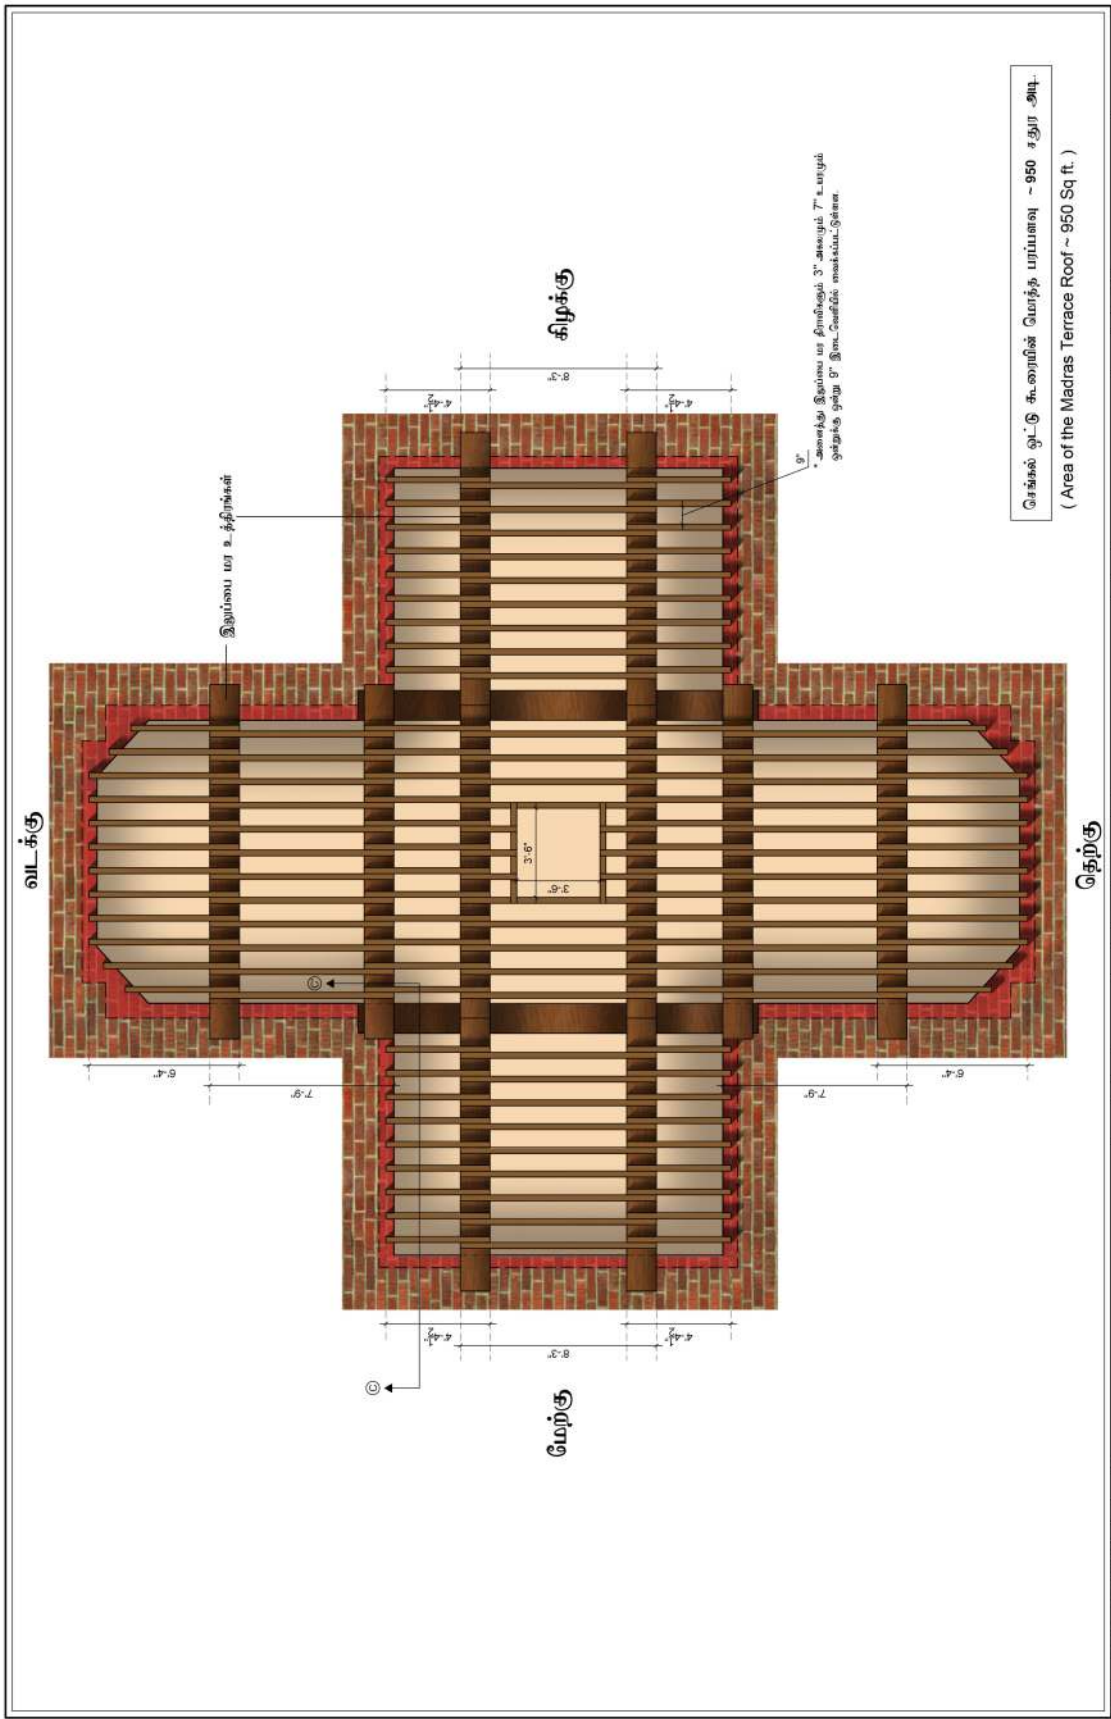 வடக்கு
இலுப்பை மர உத்திரங்கள்
கிழக்கு
* அனைத்து இலுப்பை மர திராவிகளும் 3" அகலமும் 7" உயரமும்
ஒன்றுக்கு ஒன்று 9" இடைவெளியில் வைக்கப்பட்டுள்ளன.
9"
4'-4½"
8'-3"
4'-4½"
3'-6"
3'-6"
6'-4"
7'-9"
7'-9"
6'-4"
4'-4½"
8'-3"
4'-4½"
C
C
மேற்கு
தெற்கு
செங்கல் ஒட்டு கூரையின் மொத்த பரப்பளவு ~ 950 சதுர அடி.
( Area of the Madras Terrace Roof ~ 950 Sq ft. )